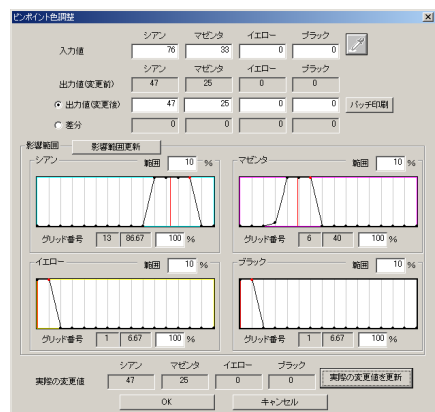 ピンポイント色調整
シアン マゼンタ イエロー ブラック
入力値 76 33 0 0
シアン マゼンタ イエロー ブラック
出力値(変更前) 47 25 0 0
出力値(変更後) 47 25 0 0 パッチ印刷
差分 0 0 0 0
影響範囲 影響範囲更新
シアン 範囲 10 % マゼンタ 範囲 10 %
グリッド番号 13 86.67 100 % グリッド番号 6 40 100 %
イエロー 範囲 10 % ブラック 範囲 10 %
グリッド番号 1 6.67 100 % グリッド番号 1 6.67 100 %
シアン マゼンタ イエロー ブラック
実際の変更値 47 25 0 0 実際の変更値を更新
OK キャンセル